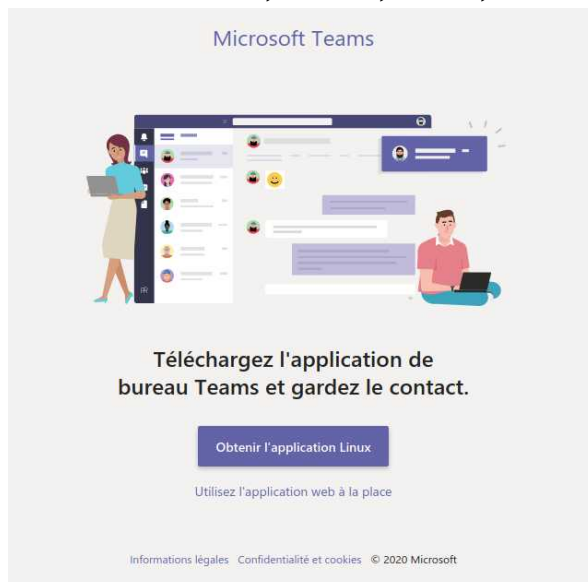 Microsoft Teams
Téléchargez l'application de
bureau Teams et gardez le contact.
Obtenir l'application Linux
Utilisez l'application web à la place
Informations légales Confidentialité et cookies © 2020 Microsoft